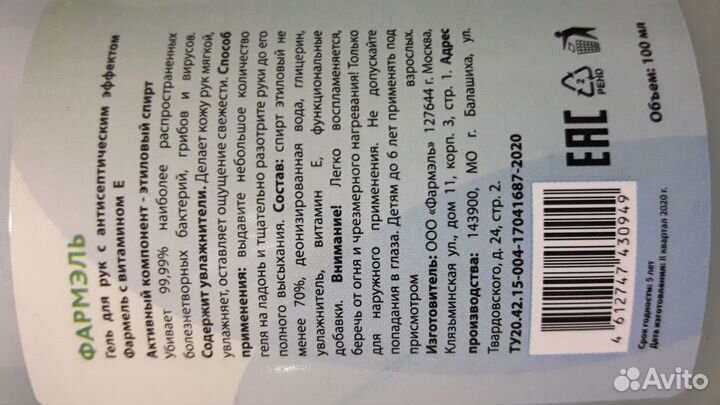 ФАРМЭЛЬ
Гель для рук с антисептическим эффектом
Фармель с витамином Е
Активный компонент - этиловый спирт
Убивает 99,99% наиболее распространенных
болезнетворных бактерий, грибов и вирусов.
Содержит увлажнители. Делает кожу рук мягкой,
увлажняет, оставляет ощущение свежести. Способ
применения: выдавите небольшое количество
геля на ладонь и тщательно разотрите руки до его
полного высыхания. Состав: спирт этиловый не
менее 70%, деонизированная вода, глицерин,
увлажнитель, витамин Е, функциональные
добавки. Внимание! Легко воспламеняется,
беречь от огня и чрезмерного нагревания! Только
для наружного применения. Не допускайте
попадания в глаза. Детям до 6 лет применять под
присмотром взрослых.
Изготовитель: ООО «Фармэль» 127644 г. Москва,
Клязьминская ул., дом 11, корп. 3, стр. 1. Адрес
производства: 143900, МО г. Балашиха, ул.
Твардовского, д. 24, стр. 2.
ТУ20.42.15-004-17041687-2020
EAC
2
PENO
Объем: 100 мл
4 612747 430949
Срок годности: 5 лет
Дата изготовления: II квартал 2020 г.
Avito